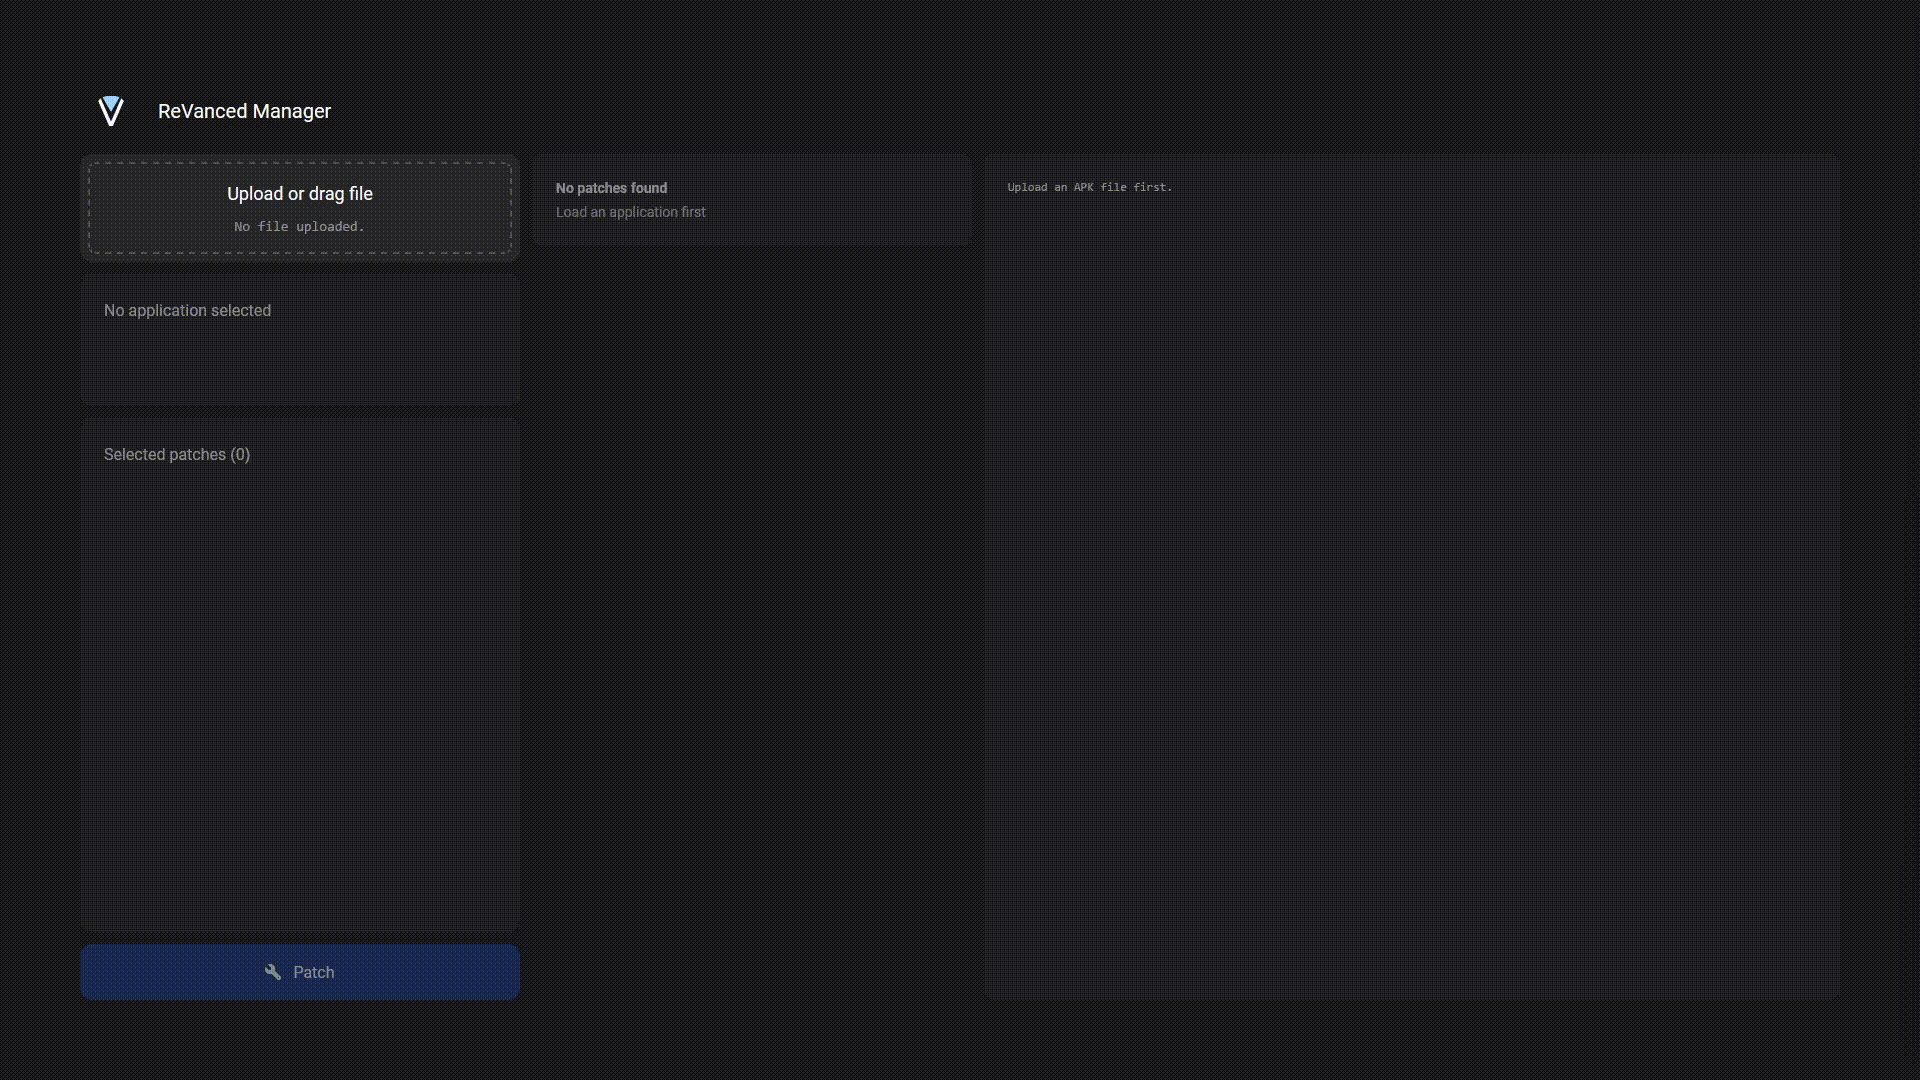 ReVanced Manager
Upload or drag file
No file uploaded.
No application selected
Selected patches (0)
Patch
No patches found
Load an application first
Upload an APK file first.